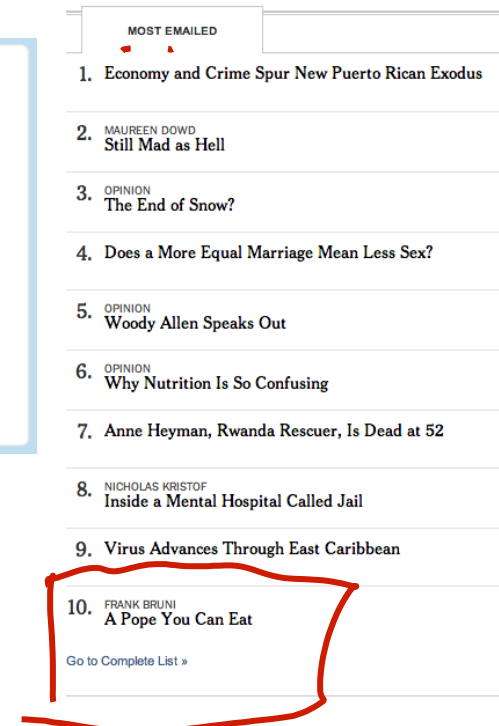 MOST EMAILED
1. Economy and Crime Spur New Puerto Rican Exodus
2. MAUREEN DOWD
Still Mad as Hell
3. OPINION
The End of Snow?
4. Does a More Equal Marriage Mean Less Sex?
5. OPINION
Woody Allen Speaks Out
6. OPINION
Why Nutrition Is So Confusing
7. Anne Heyman, Rwanda Rescuer, Is Dead at 52
8. NICHOLAS KRISTOF
Inside a Mental Hospital Called Jail
9. Virus Advances Through East Caribbean
10. FRANK BRUNI
A Pope You Can Eat
Go to Complete List »